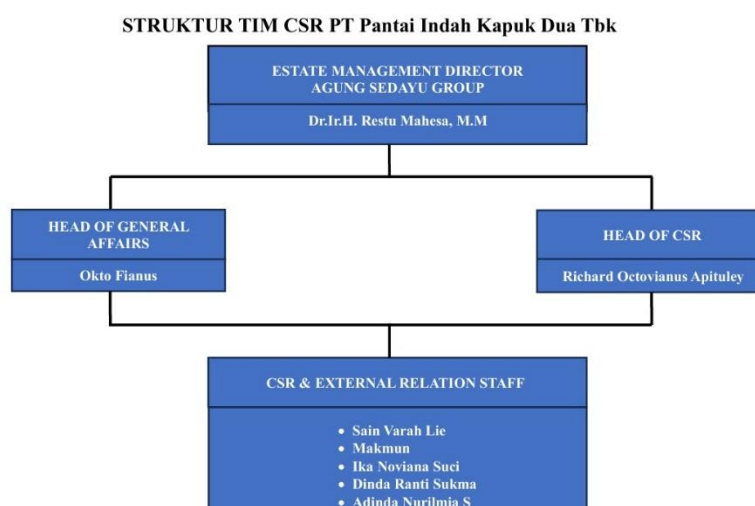 STRUKTUR TIM CSR PT Pantai Indah Kapuk Dua Tbk
ESTATE MANAGEMENT DIRECTOR
AGUNG SEDAYU GROUP
Dr.Ir.H. Restu Mahesa, M.M
HEAD OF GENERAL
AFFAIRS
Okto Fianus
HEAD OF CSR
Richard Octovianus Apituley
CSR & EXTERNAL RELATION STAFF
• Sain Varah Lie
• Makmun
• Ika Noviana Suci
• Dinda Ranti Sukma
• Adinda Nurilmia S